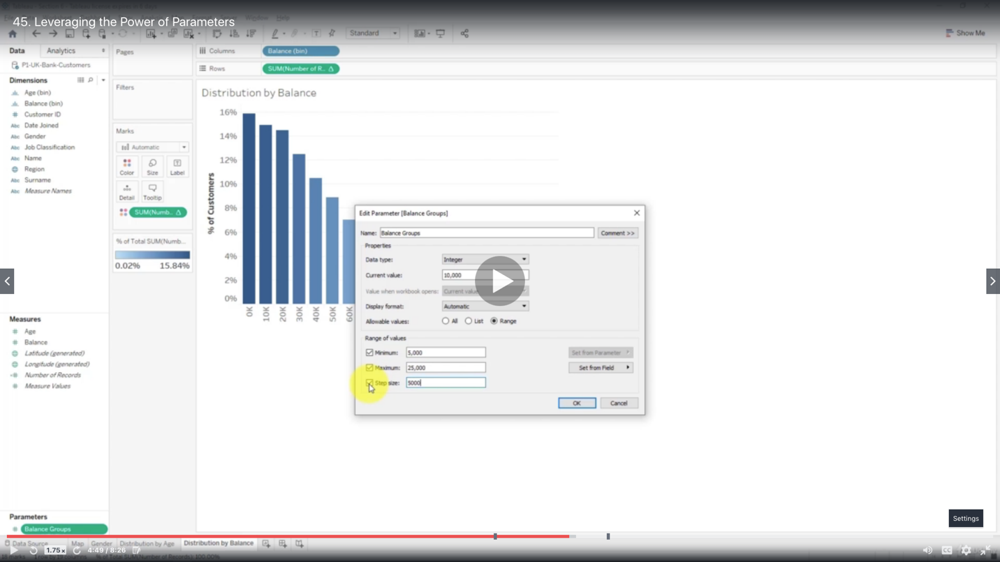 45. Leveraging the Power of Parameters
Standard
Show Me
Data
Analytics
P1-UK-Bank-Customers
Dimensions
Age (bin)
Balance (bin)
Customer ID
Abc Date Joined
Abc Gender
Abc Job Classification
Abc Name
Region
Abc Surname
Abc Measure Names
Measures
Age
Balance
Latitude (generated)
Longitude (generated)
Number of Records
Measure Values
Parameters
Balance Groups
Pages
Filters
Marks
Automatic
Color
Size
Label
Detail
Tooltip
SUM(Numb..
% of Total SUM(Numb...
0.02%
15.84%
Columns
Balance (bin)
Rows
SUM(Number of R..
Distribution by Balance
% of Customers
16%
14%
12%
10%
8%
6%
4%
2%
0%
0K
10K
20K
30K
40K
50K
60K
Edit Parameter [Balance Groups]
Name: Balance Groups
Comment >>
Properties
Data type: Integer
Current value: 10,000
Value when workbook opens: Current value
Display format: Automatic
Allowable values: All List Range
Range of values
Minimum: 5,000
Set from Parameter
Maximum: 25,000
Set from Field
Step size: 5000
OK
Cancel
Settings
Data Source
Map
Gender
Distribution by Age
Distribution by Balance
1.75x
4:49 / 8:26
CC